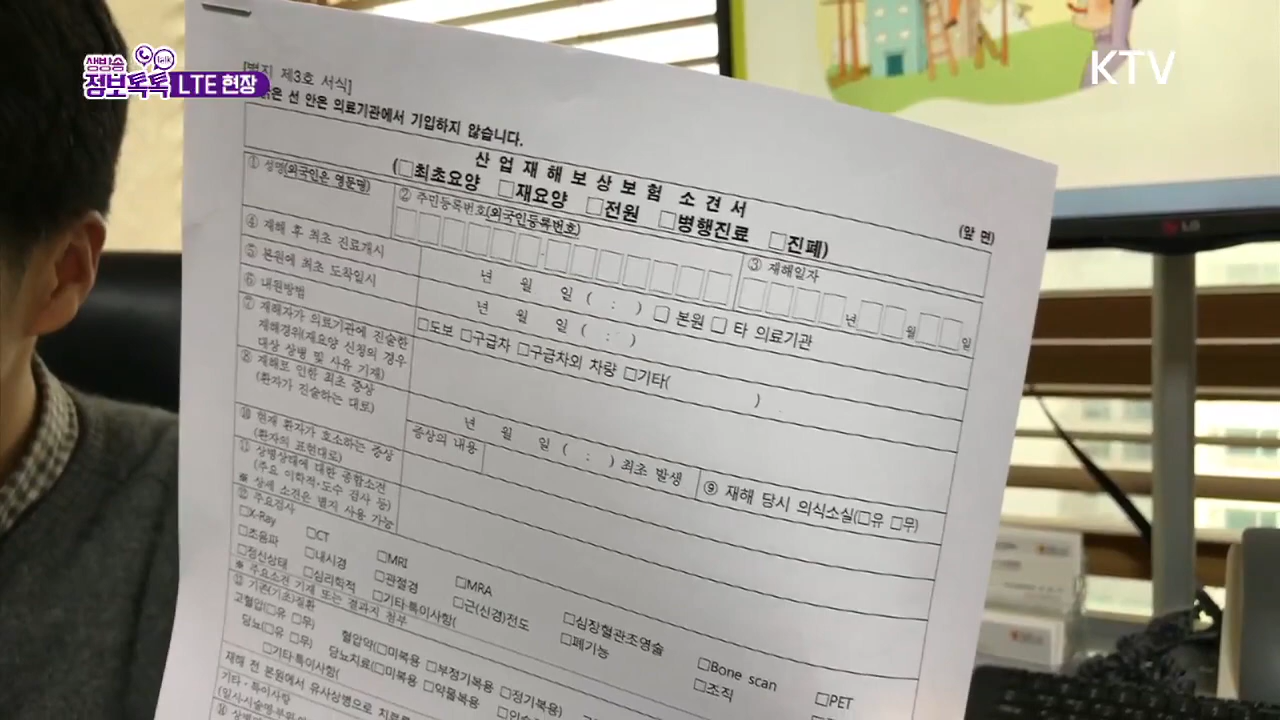 생방송 talk
정보톡톡 LTE 현장
KTV
LG
제3호 서식]
선 안은 의료기관에서 기입하지 않습니다.
산업재해보상보험 소견서
(□최초요양 □재요양 □전원 □병행진료 □진폐)
(앞 면)
① 성명(외국인은 영문명)
② 주민등록번호(외국인등록번호)
③ 재해일자
년 월 일
④ 재해 후 최초 진료개시
년 월 일 ( : ) □ 본원 □ 타 의료기관
⑤ 본원에 최초 도착일시
년 월 일 ( : )
⑥ 내원방법
□도보 □구급차 □구급차외 차량 □기타( )
⑦ 재해자가 의료기관에 진술한
재해경위(재요양 신청의 경우
대상 상병 및 사유 기재)
⑧ 재해로 인한 최초 증상
(환자가 진술하는 대로)
년 월 일 ( : ) 최초 발생
증상의 내용
⑨ 재해 당시 의식소실(□유 □무)
⑩ 현재 환자가 호소하는 증상
(환자의 표현대로)
⑪ 상병상태에 대한 종합소견
(주요 이학적·도수 검사 등)
※ 상세 소견은 별지 사용 가능
⑫ 주요검사
□X-Ray □CT □MRI □MRA □심장혈관조영술 □Bone scan □PET
□초음파 □내시경 □관절경 □근(신경)전도 □폐기능 □조직
□정신상태 □심리학적 □기타·특이사항(
※ 주요소견 기재 또는 결과지 첨부
⑬ 기존(기초)질환
고혈압(□유 □무) 혈압약(□미복용 □부정기복용 □정기복용)
당뇨(□유 □무) 당뇨치료(□미복용 □약물복용
□기타·특이사항(
재해 전 본원에서 유사상병으로
기타·특이사항